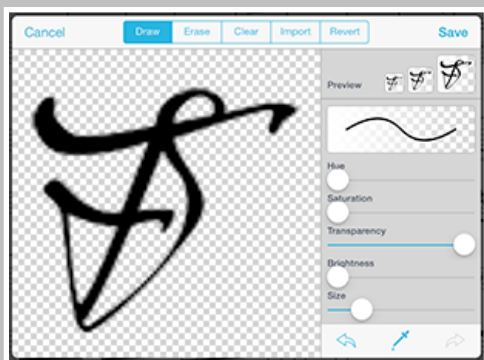 Cancel Draw Erase Clear Import Revert Save
Preview
Hue
Saturation
Transparency
Brightness
Size